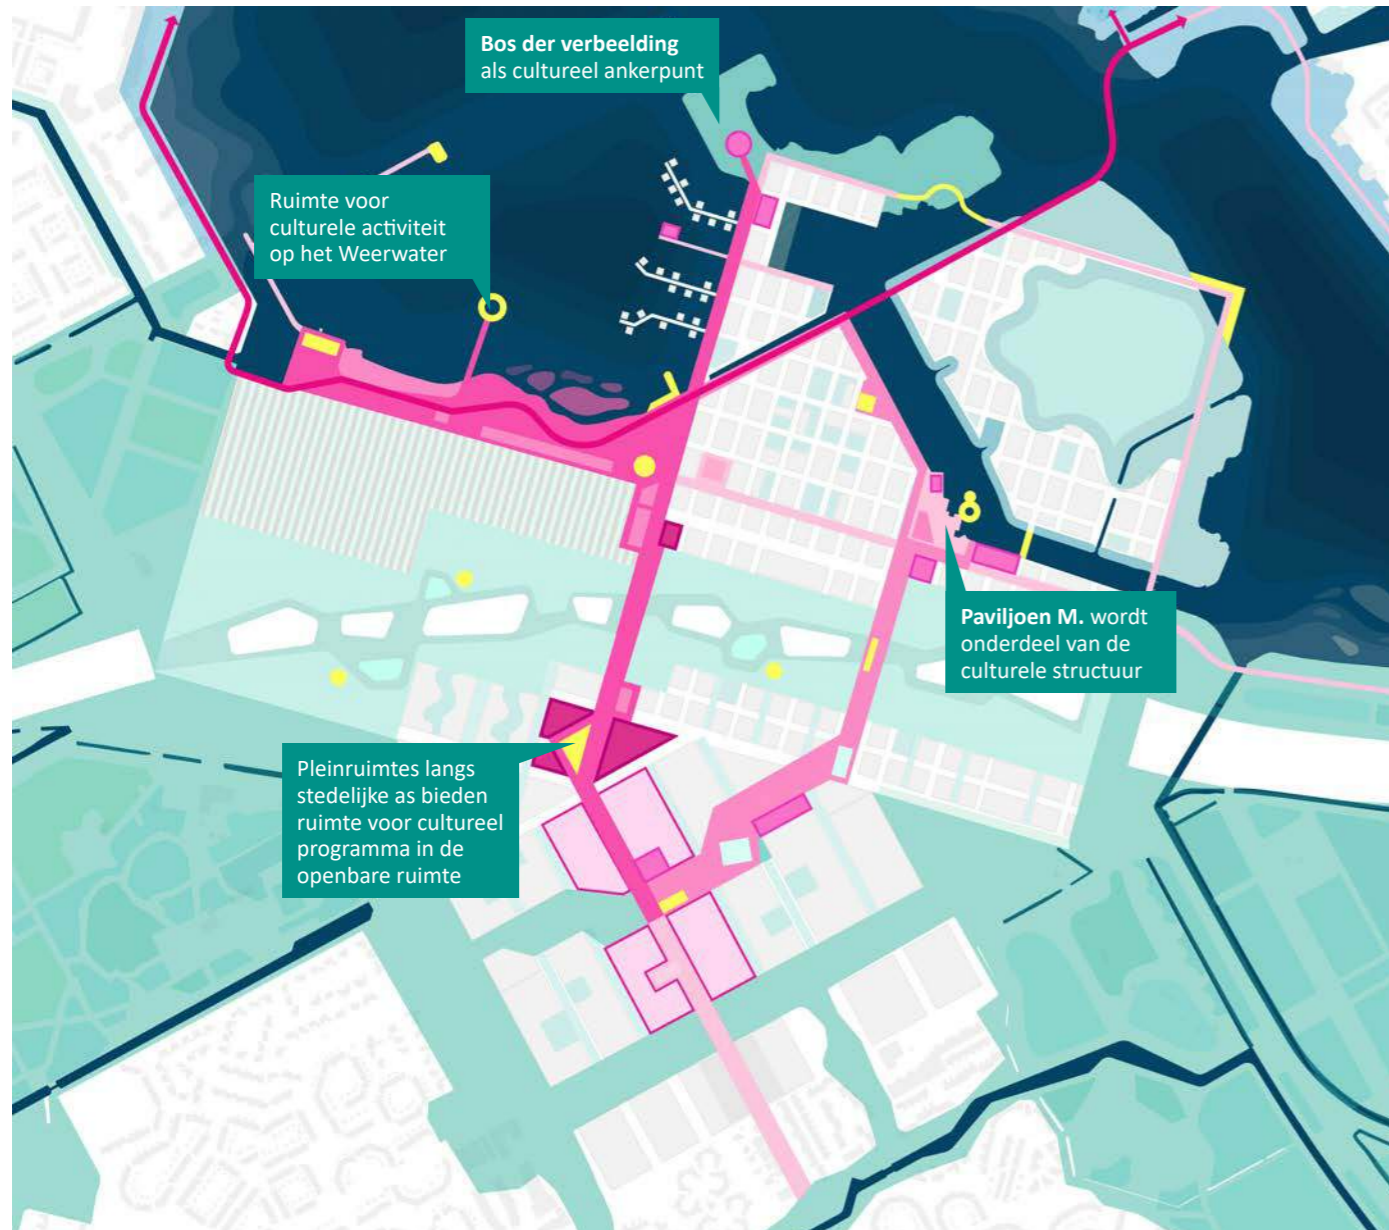 Bos der verbeelding
als cultureel ankerpunt
Ruimte voor
culturele activiteit
op het Weerwater
Paviljoen M. wordt
onderdeel van de
culturele structuur
Pleinruimtes langs
stedelijke as bieden
ruimte voor cultureel
programma in de
openbare ruimte